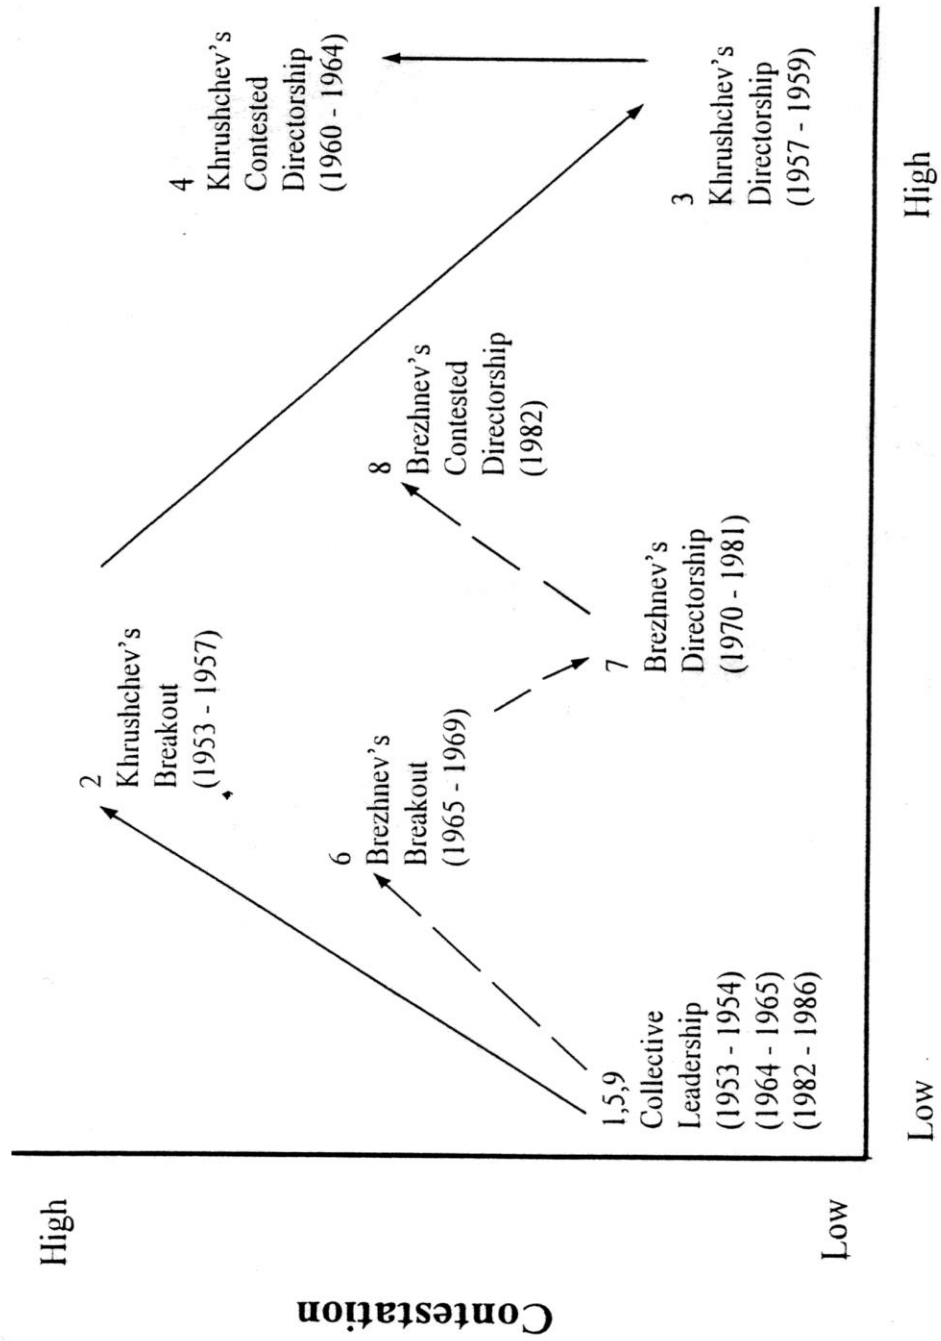 High
Contestation
Low
Low
High
1,5,9
Collective
Leadership
(1953 - 1954)
(1964 - 1965)
(1982 - 1986)
2
Khrushchev's
Breakout
(1953 - 1957)
3
Khrushchev's
Directorship
(1957 - 1959)
4
Khrushchev's
Contested
Directorship
(1960 - 1964)
6
Brezhnev's
Breakout
(1965 - 1969)
7
Brezhnev's
Directorship
(1970 - 1981)
8
Brezhnev's
Contested
Directorship
(1982)